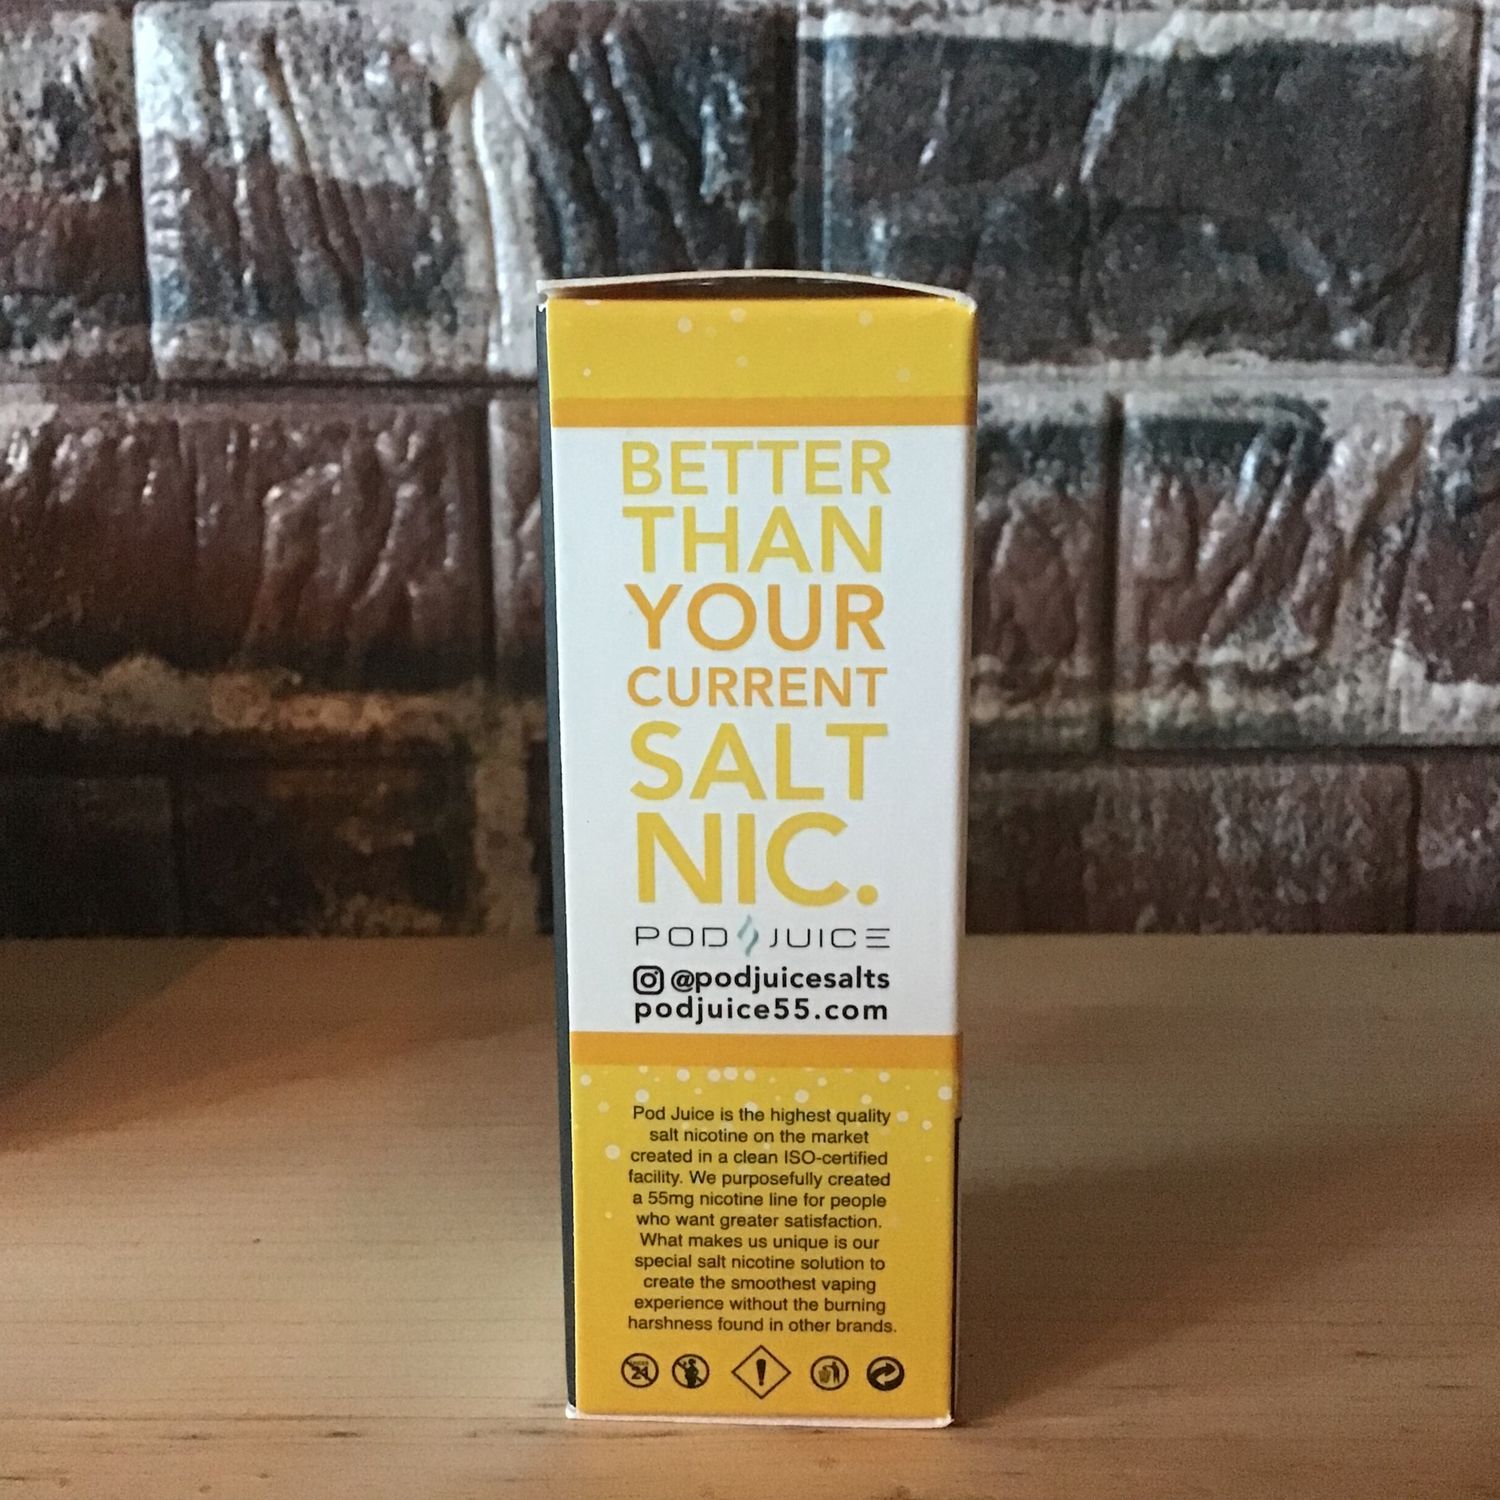 BETTER
THAN
YOUR
CURRENT
SALT
NIC.
POD JUICE
@podjuicesalts
podjuice55.com
Pod Juice is the highest quality
salt nicotine on the market
created in a clean ISO-certified
facility. We purposefully created
a 55mg nicotine line for people
who want greater satisfaction.
What makes us unique is our
special salt nicotine solution to
create the smoothest vaping
experience without the burning
harshness found in other brands.
UNDER 21